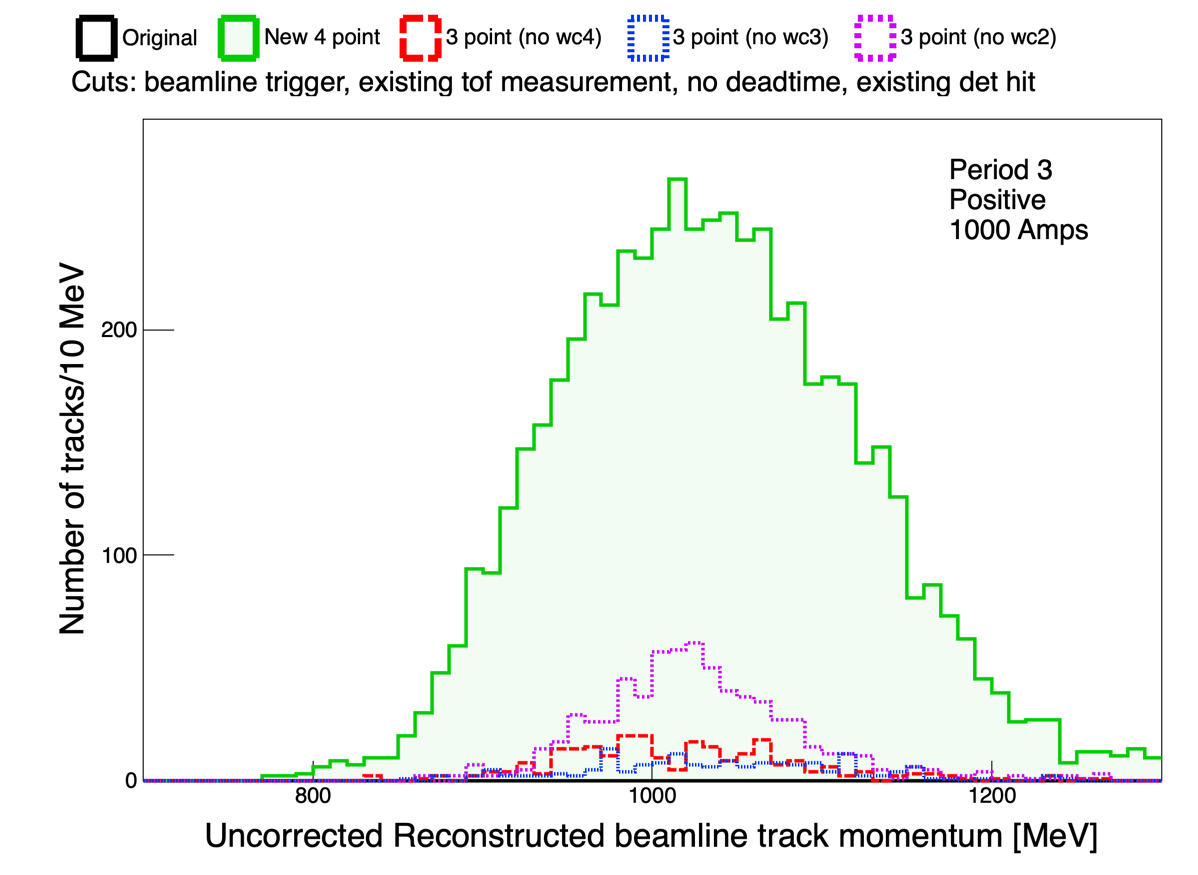 Original New 4 point 3 point (no wc4) 3 point (no wc3) 3 point (no wc2)
Cuts: beamline trigger, existing tof measurement, no deadtime, existing det hit
Period 3
Positive
1000 Amps
Number of tracks/10 MeV
200
100
0
800 1000 1200
Uncorrected Reconstructed beamline track momentum [MeV]